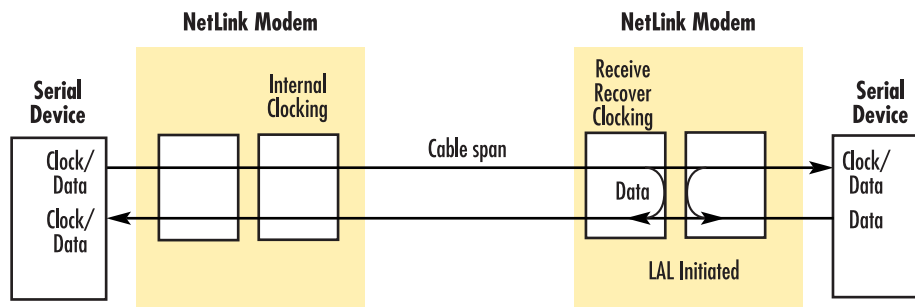 NetLink Modem
NetLink Modem
Serial
Device
Internal
Clocking
Receive
Recover
Clocking
Serial
Device
Clock/
Data
Cable span
Clock/
Data
Data
Clock/
Data
Data
LAL Initiated